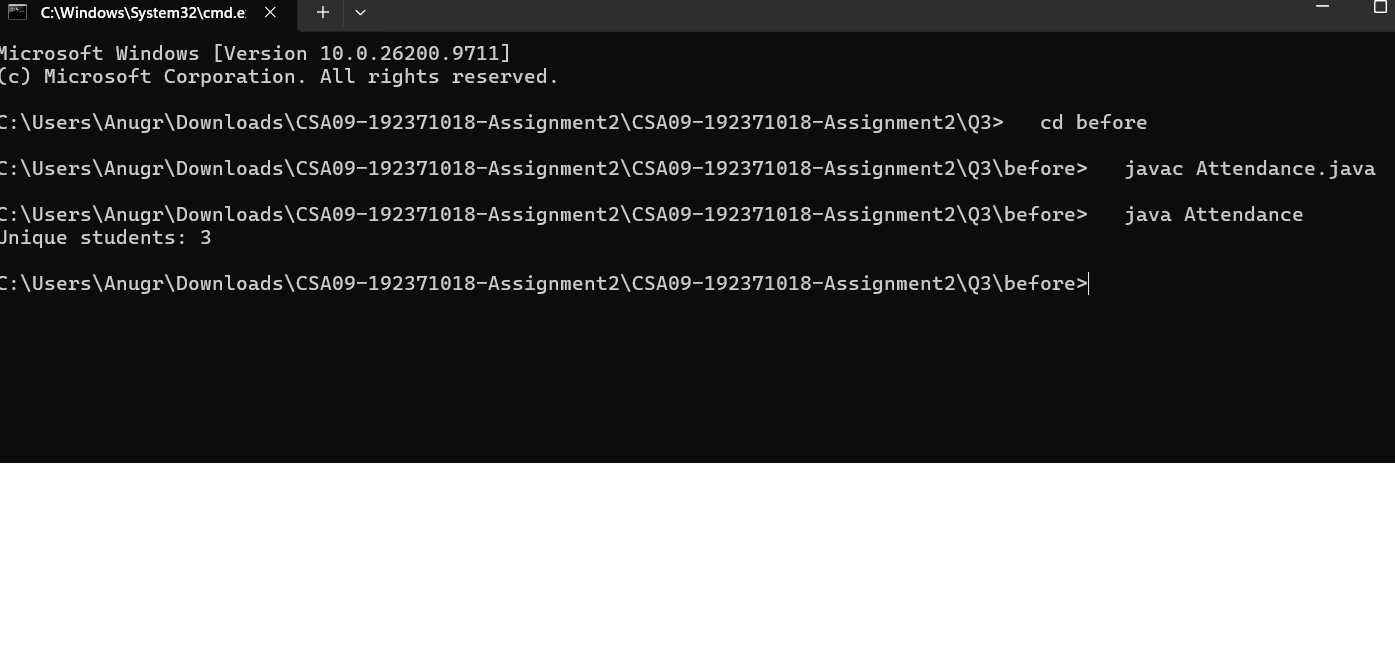 C:\Windows\System32\cmd.e
Microsoft Windows [Version 10.0.26200.9711]
(c) Microsoft Corporation. All rights reserved.
C:\Users\Anugr\Downloads\CSA09-192371018-Assignment2\CSA09-192371018-Assignment2\Q3>   cd before
C:\Users\Anugr\Downloads\CSA09-192371018-Assignment2\CSA09-192371018-Assignment2\Q3\before>   javac Attendance.java
C:\Users\Anugr\Downloads\CSA09-192371018-Assignment2\CSA09-192371018-Assignment2\Q3\before>   java Attendance
Unique students: 3
C:\Users\Anugr\Downloads\CSA09-192371018-Assignment2\CSA09-192371018-Assignment2\Q3\before>